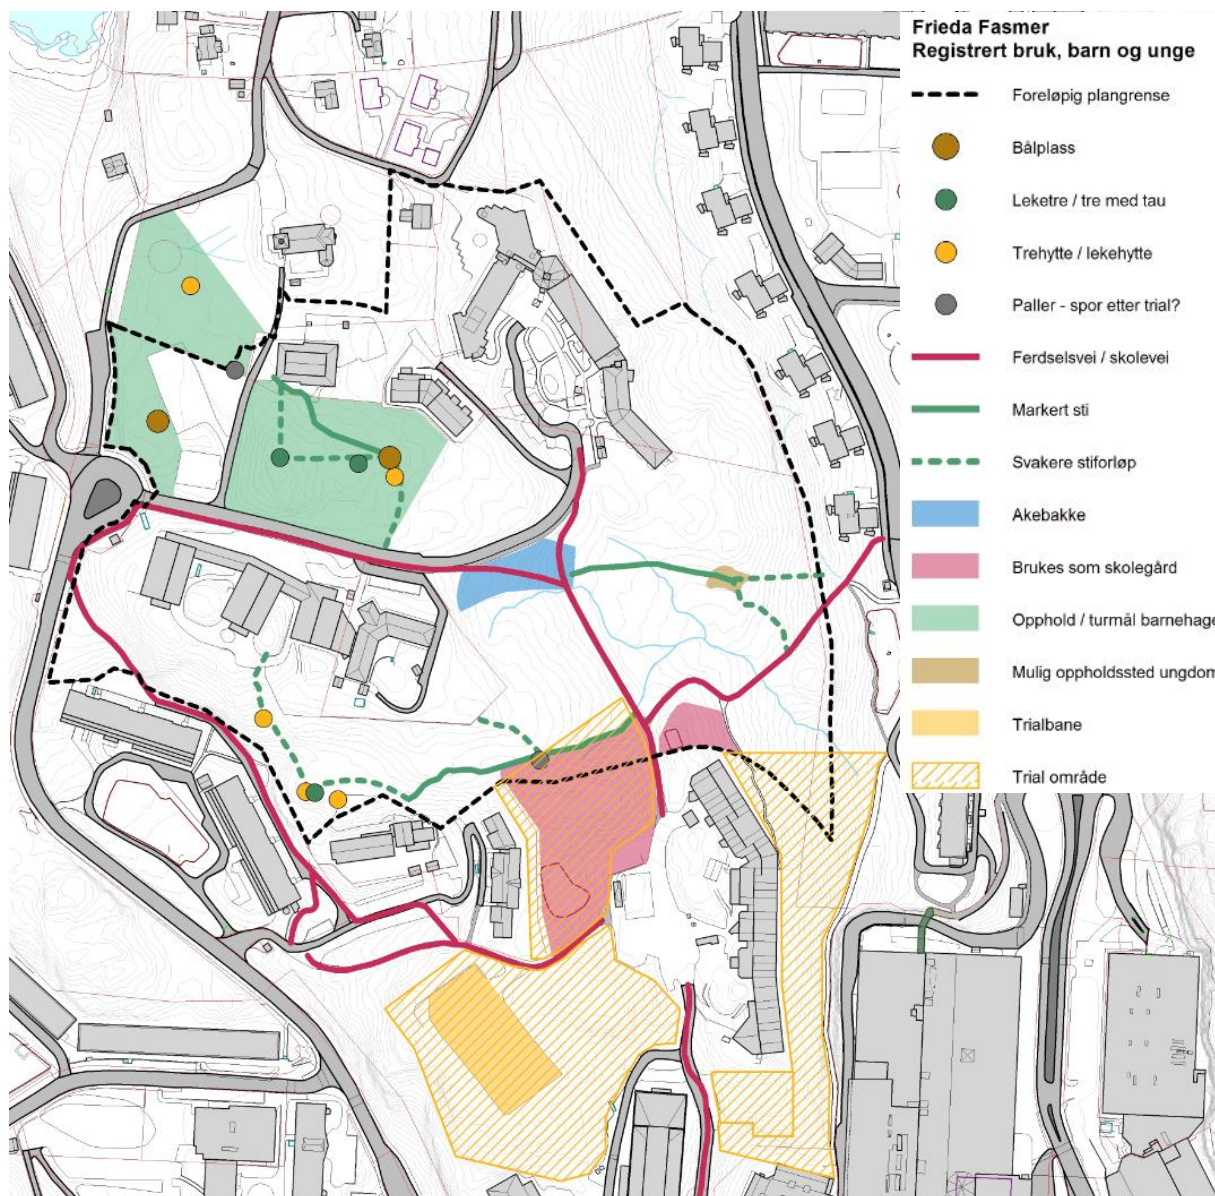 Frieda Fasmer
Registrert bruk, barn og unge
Foreløpig plangrense
Bålplass
Leketre / tre med tau
Trehytte / lekehytte
Paller - spor etter trial?
Ferdselsvei / skolevei
Markert sti
Svakere stiforløp
Akebakke
Brukes som skolegård
Opphold / turmål barnehage
Mulig oppholdssted ungdom
Trialbane
Trial område